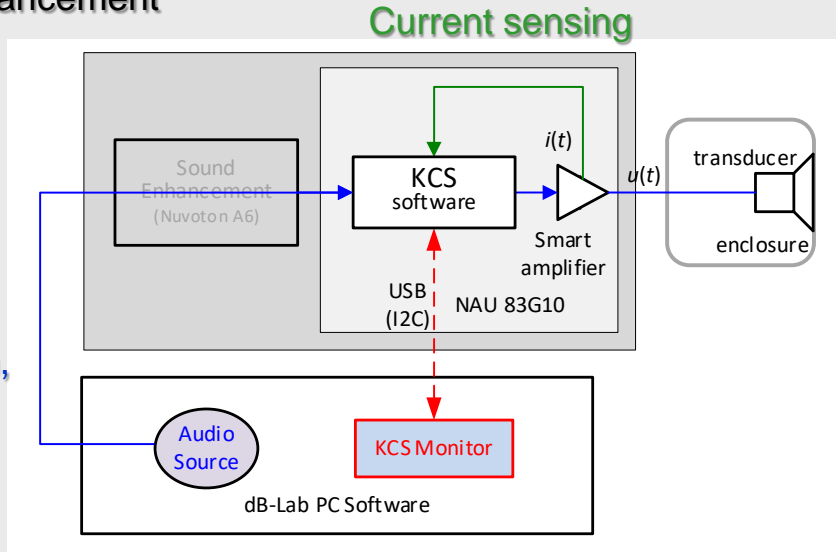 ancement
Current sensing
Sound
Enhancement
(Nuvoton A6)
KCS
software
i(t)
Smart
amplifier
u(t)
transducer
enclosure
USB
(I2C)
NAU 83G10
,
Audio
Source
KCS Monitor
dB-Lab PC Software